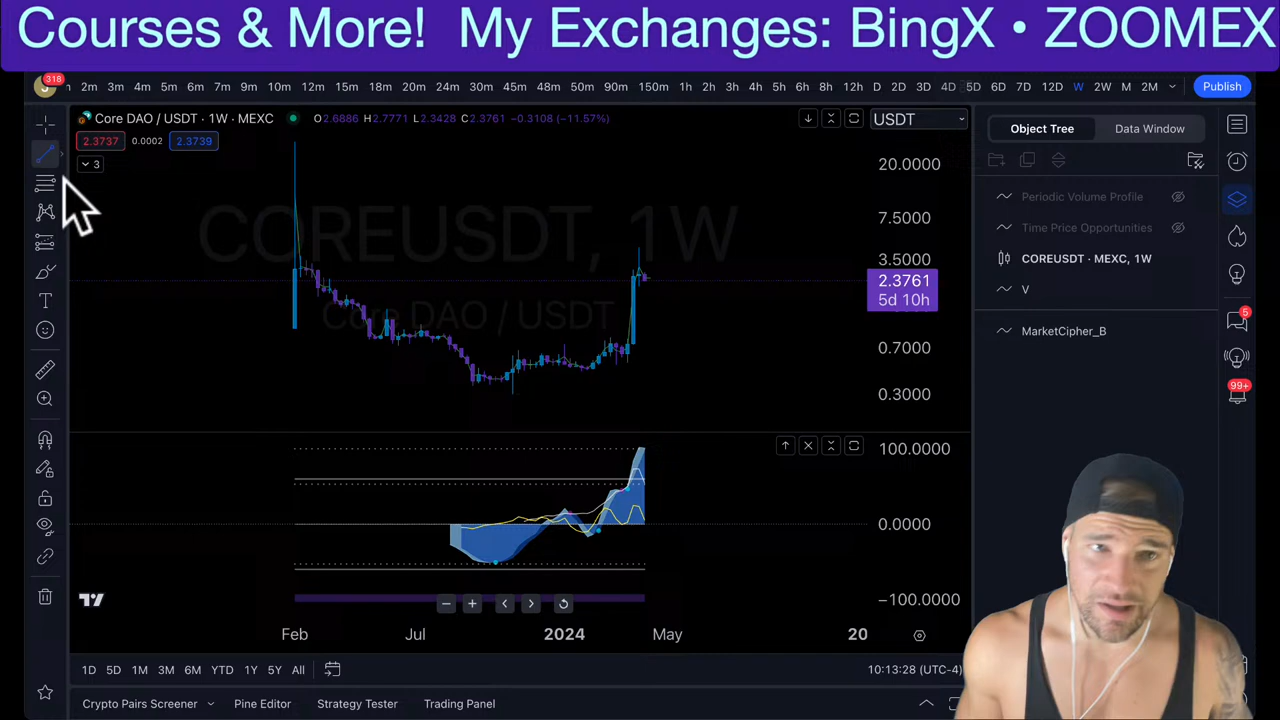 Courses & More! My Exchanges: BingX • ZOOMEX
318
2m 3m 4m 5m 6m 7m 8m 9m 10m 12m 15m 18m 20m 24m 30m 45m 48m 90m 150m 1h 2h 3h 4h 5h 6h 8h 12h D 2D 3D 4D 5D 6D 7D 12D W 2W M 2M
Publish
Core DAO / USDT · 1W · MEXC
O2.6886 H2.7771 L2.3428 C2.3761 −0.3108 (−11.57%)
USDT
2.3737 0.0002 2.3739
3
COREUSDT, 1W
Core DAO / USDT
20.0000
7.5000
3.5000
2.3761
5d 10h
0.7000
0.3000
100.0000
0.0000
−100.0000
Feb Jul 2024 May 20
1D 5D 1M 3M 6M YTD 1Y 5Y All
10:13:28 (UTC-4)
Crypto Pairs Screener Pine Editor Strategy Tester Trading Panel
Object Tree Data Window
Periodic Volume Profile
Time Price Opportunities
COREUSDT · MEXC, 1W
V
MarketCipher_B
5
99+